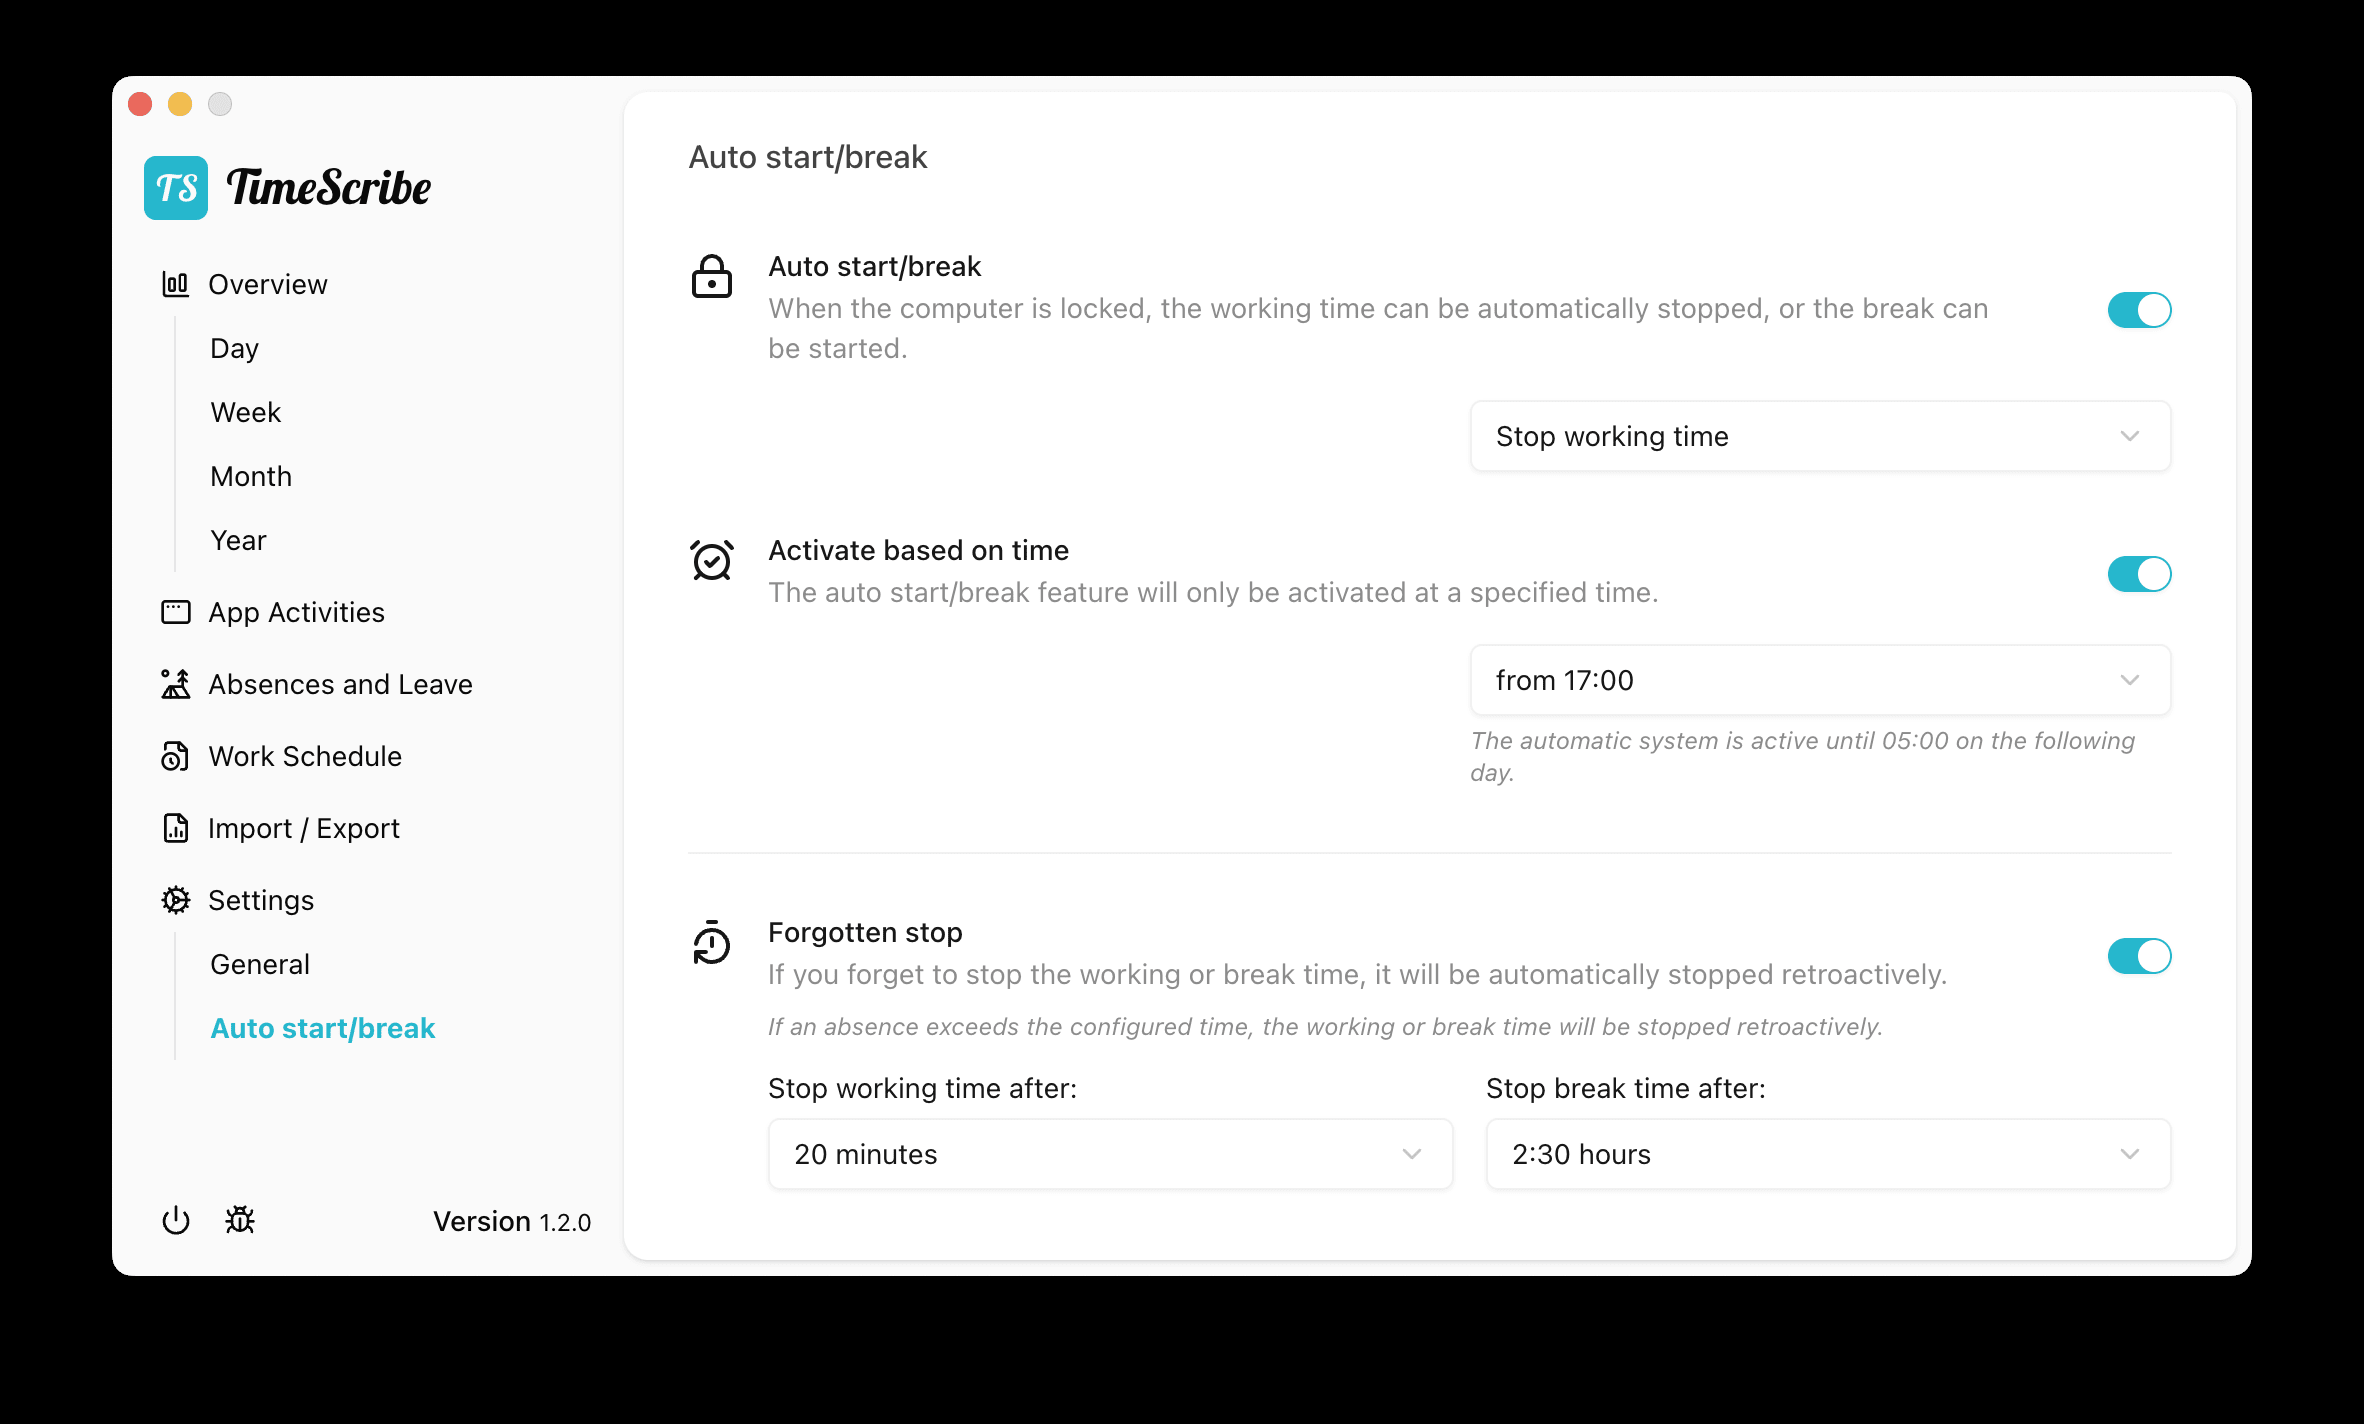 TS TimeScribe
Overview
Day
Week
Month
Year
App Activities
Absences and Leave
Work Schedule
Import / Export
Settings
General
Auto start/break
Version 1.2.0
Auto start/break
Auto start/break
When the computer is locked, the working time can be automatically stopped, or the break can
be started.
Stop working time
Activate based on time
The auto start/break feature will only be activated at a specified time.
from 17:00
The automatic system is active until 05:00 on the following
day.
Forgotten stop
If you forget to stop the working or break time, it will be automatically stopped retroactively.
If an absence exceeds the configured time, the working or break time will be stopped retroactively.
Stop working time after:
20 minutes
Stop break time after:
2:30 hours